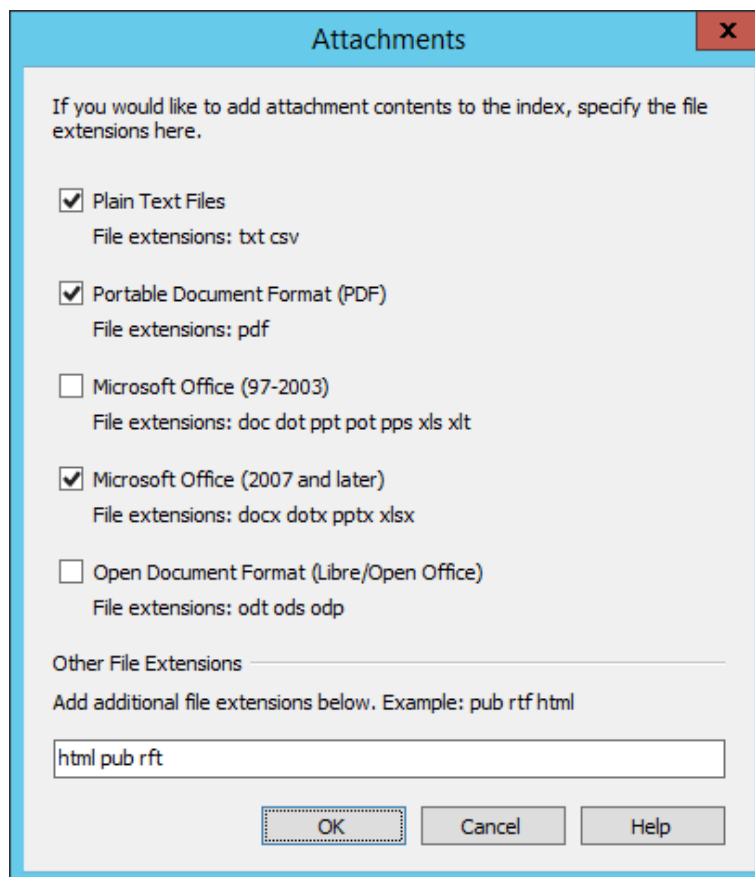 Attachments
x
If you would like to add attachment contents to the index, specify the file
extensions here.
Plain Text Files
File extensions: txt csv
Portable Document Format (PDF)
File extensions: pdf
Microsoft Office (97-2003)
File extensions: doc dot ppt pot pps xls xlt
Microsoft Office (2007 and later)
File extensions: docx dotx pptx xlsx
Open Document Format (Libre/Open Office)
File extensions: odt ods odp
Other File Extensions
Add additional file extensions below. Example: pub rtf html
html pub rft
OK Cancel Help